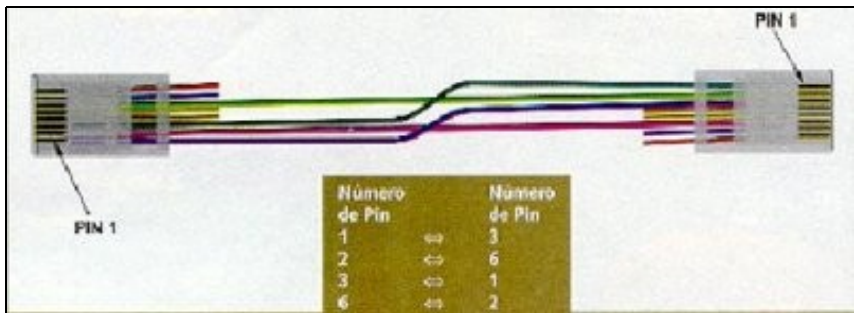 PIN 1
PIN 1
Número Número
de Pin de Pin
1 ⇔ 3
2 ⇔ 6
3 ⇔ 1
6 ⇔ 2